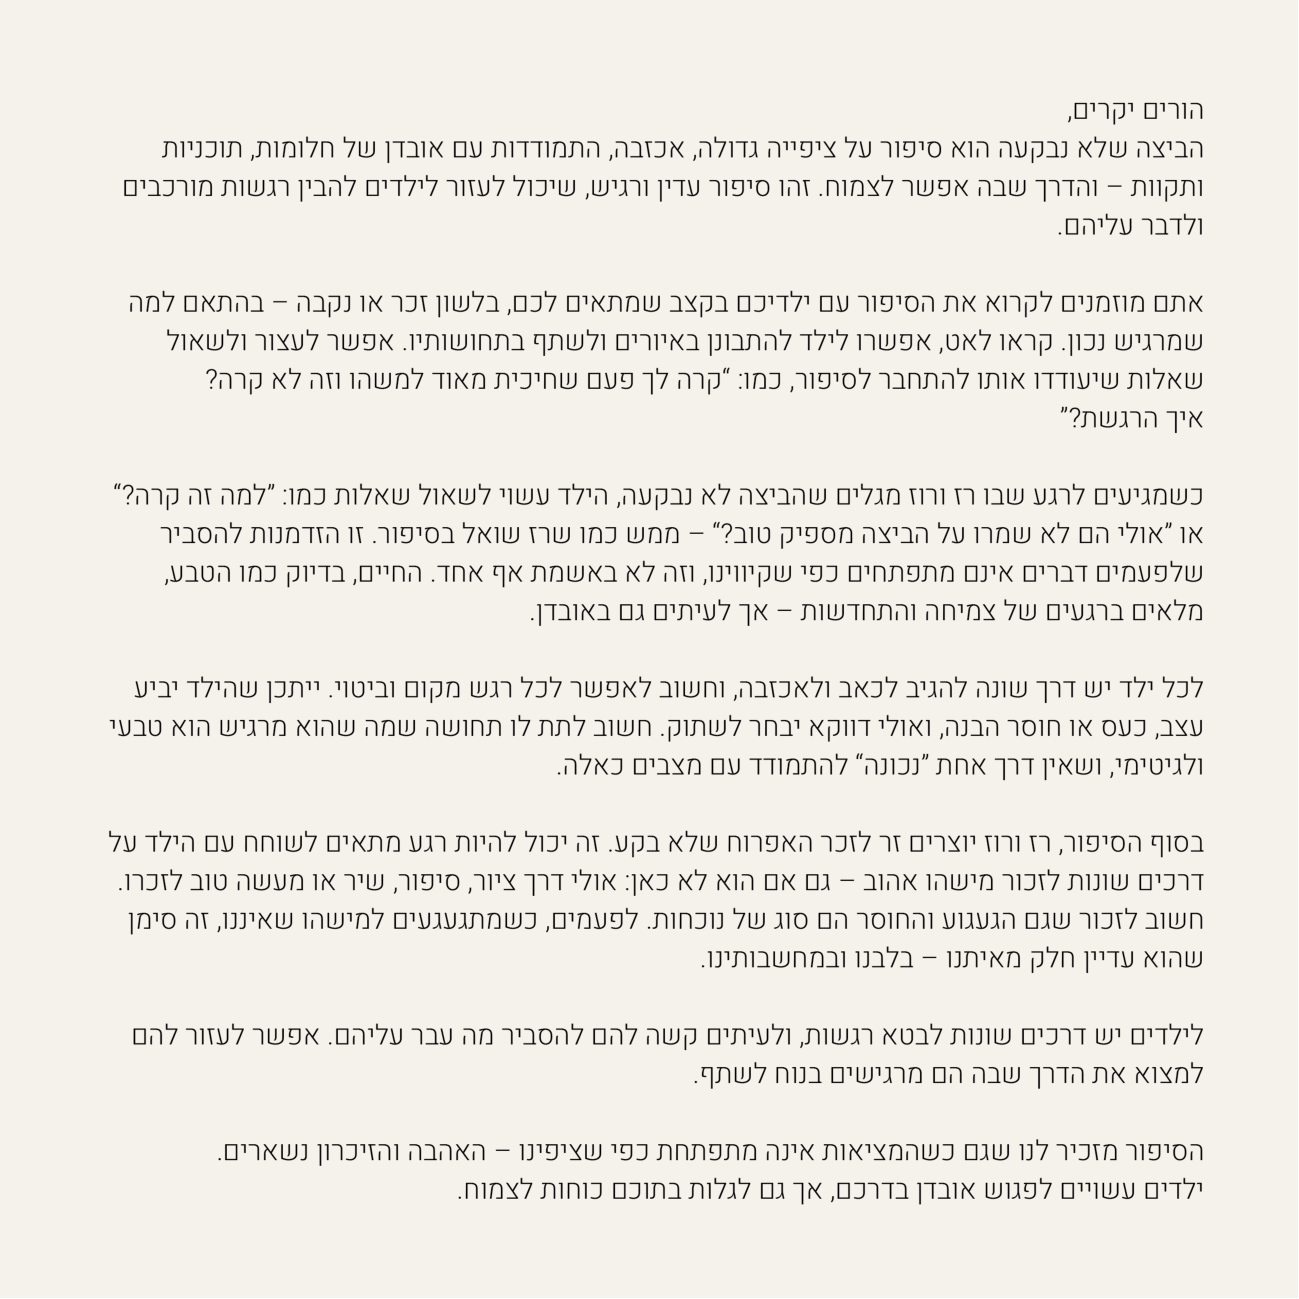 הורים יקרים,
הביצה שלא נבקעה הוא סיפור על ציפייה גדולה, אכזבה, התמודדות עם אובדן של חלומות, תוכניות
ותקוות – והדרך שבה אפשר לצמוח. זהו סיפור עדין ורגיש, שיכול לעזור לילדים להבין רגשות מורכבים
ולדבר עליהם.
אתם מוזמנים לקרוא את הסיפור עם ילדיכם בקצב שמתאים לכם, בלשון זכר או נקבה – בהתאם למה
שמרגיש נכון. קראו לאט, אפשרו לילד להתבונן באיורים ולשתף בתחושותיו. אפשר לעצור ולשאול
שאלות שיעודדו אותו להתחבר לסיפור, כמו: “קרה לך פעם שחיכית מאוד למשהו וזה לא קרה?
איך הרגשת?”
כשמגיעים לרגע שבו רז ורוז מגלים שהביצה לא נבקעה, הילד עשוי לשאול שאלות כמו: ”למה זה קרה?“
או ”אולי הם לא שמרו על הביצה מספיק טוב?“ – ממש כמו שרז שואל בסיפור. זו הזדמנות להסביר
שלפעמים דברים אינם מתפתחים כפי שקיווינו, וזה לא באשמת אף אחד. החיים, בדיוק כמו הטבע,
מלאים ברגעים של צמיחה והתחדשות – אך לעיתים גם באובדן.
לכל ילד יש דרך שונה להגיב לכאב ולאכזבה, וחשוב לאפשר לכל רגש מקום וביטוי. ייתכן שהילד יביע
עצב, כעס או חוסר הבנה, ואולי דווקא יבחר לשתוק. חשוב לתת לו תחושה שמה שהוא מרגיש הוא טבעי
ולגיטימי, ושאין דרך אחת ”נכונה“ להתמודד עם מצבים כאלה.
בסוף הסיפור, רז ורוז יוצרים זר לזכר האפרוח שלא בקע. זה יכול להיות רגע מתאים לשוחח עם הילד על
דרכים שונות לזכור מישהו אהוב – גם אם הוא לא כאן: אולי דרך ציור, סיפור, שיר או מעשה טוב לזכרו.
חשוב לזכור שגם הגעגוע והחוסר הם סוג של נוכחות. לפעמים, כשמתגעגעים למישהו שאיננו, זה סימן
שהוא עדיין חלק מאיתנו – בלבנו ובמחשבותינו.
לילדים יש דרכים שונות לבטא רגשות, ולעיתים קשה להם להסביר מה עבר עליהם. אפשר לעזור להם
למצוא את הדרך שבה הם מרגישים בנוח לשתף.
הסיפור מזכיר לנו שגם כשהמציאות אינה מתפתחת כפי שציפינו – האהבה והזיכרון נשארים.
ילדים עשויים לפגוש אובדן בדרכם, אך גם לגלות בתוכם כוחות לצמוח.